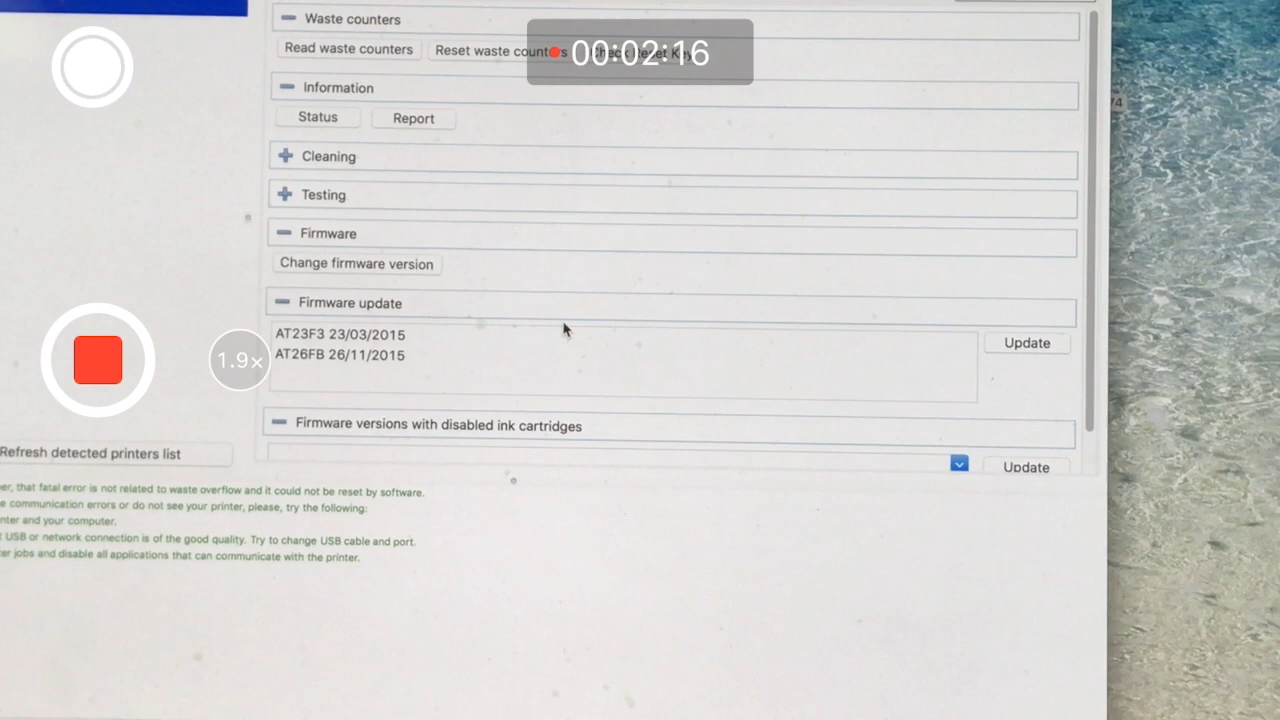 Waste counters
Read waste counters
Reset waste counters
00:02:16
Information
Status
Report
Cleaning
Testing
Firmware
Change firmware version
Firmware update
AT23F3 23/03/2015
AT26FB 26/11/2015
Update
1.9×
Firmware versions with disabled ink cartridges
Update
Refresh detected printers list
that fatal error is not related to waste overflow and it could not be reset by software.
communication errors or do not see your printer, please, try the following:
and your computer.
USB or network connection is of the good quality. Try to change USB cable and port.
jobs and disable all applications that can communicate with the printer.